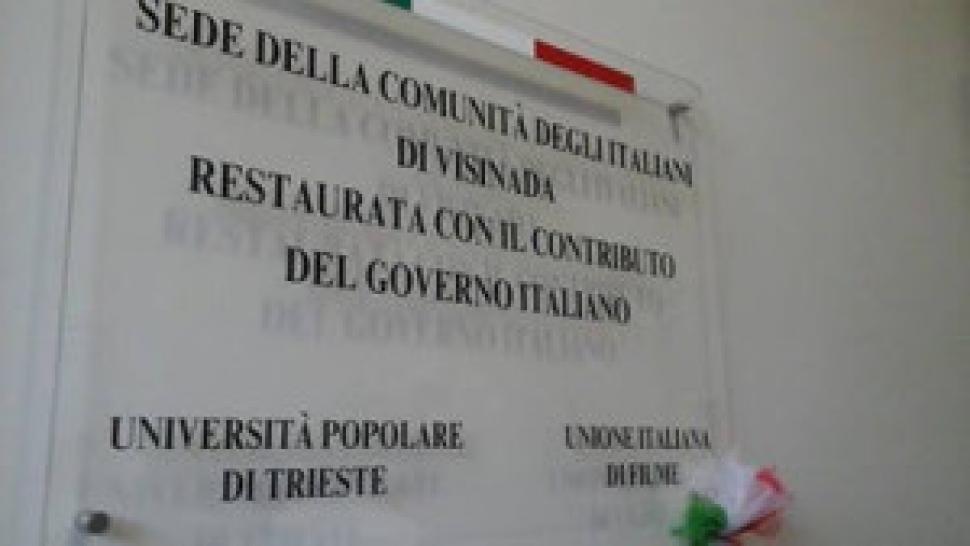 SEDE DELLA COMUNITÀ DEGLI ITALIANI
DI VISINADA
RESTAURATA CON IL CONTRIBUTO
DEL GOVERNO ITALIANO
UNIVERSITÀ POPOLARE
DI TRIESTE
UNIONE ITALIANA
DI FIUME